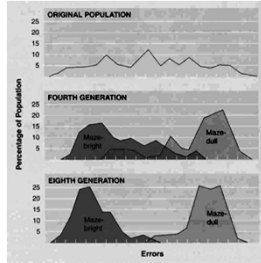 ORIGINAL POPULATION
25
20
15
10
5
FOURTH GENERATION
25
20
15
10
5
Maze-
bright
Maze-
dull
EIGHTH GENERATION
25
20
15
10
5
Maze-
bright
Maze-
dull
Percentage of Population
Errors